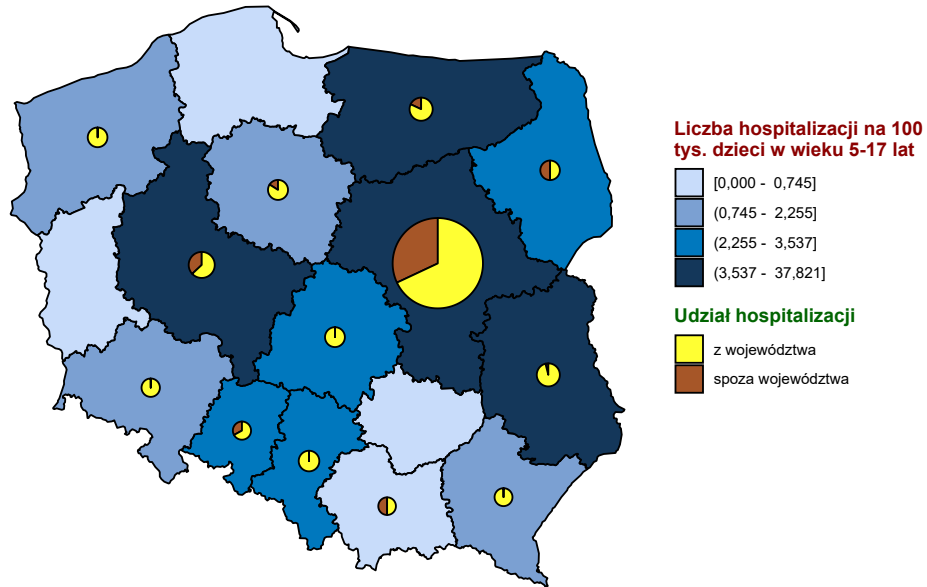 Liczba hospitalizacji na 100
tys. dzieci w wieku 5-17 lat
[0,000 - 0,745]
(0,745 - 2,255]
(2,255 - 3,537]
(3,537 - 37,821]
Udział hospitalizacji
z województwa
spoza województwa